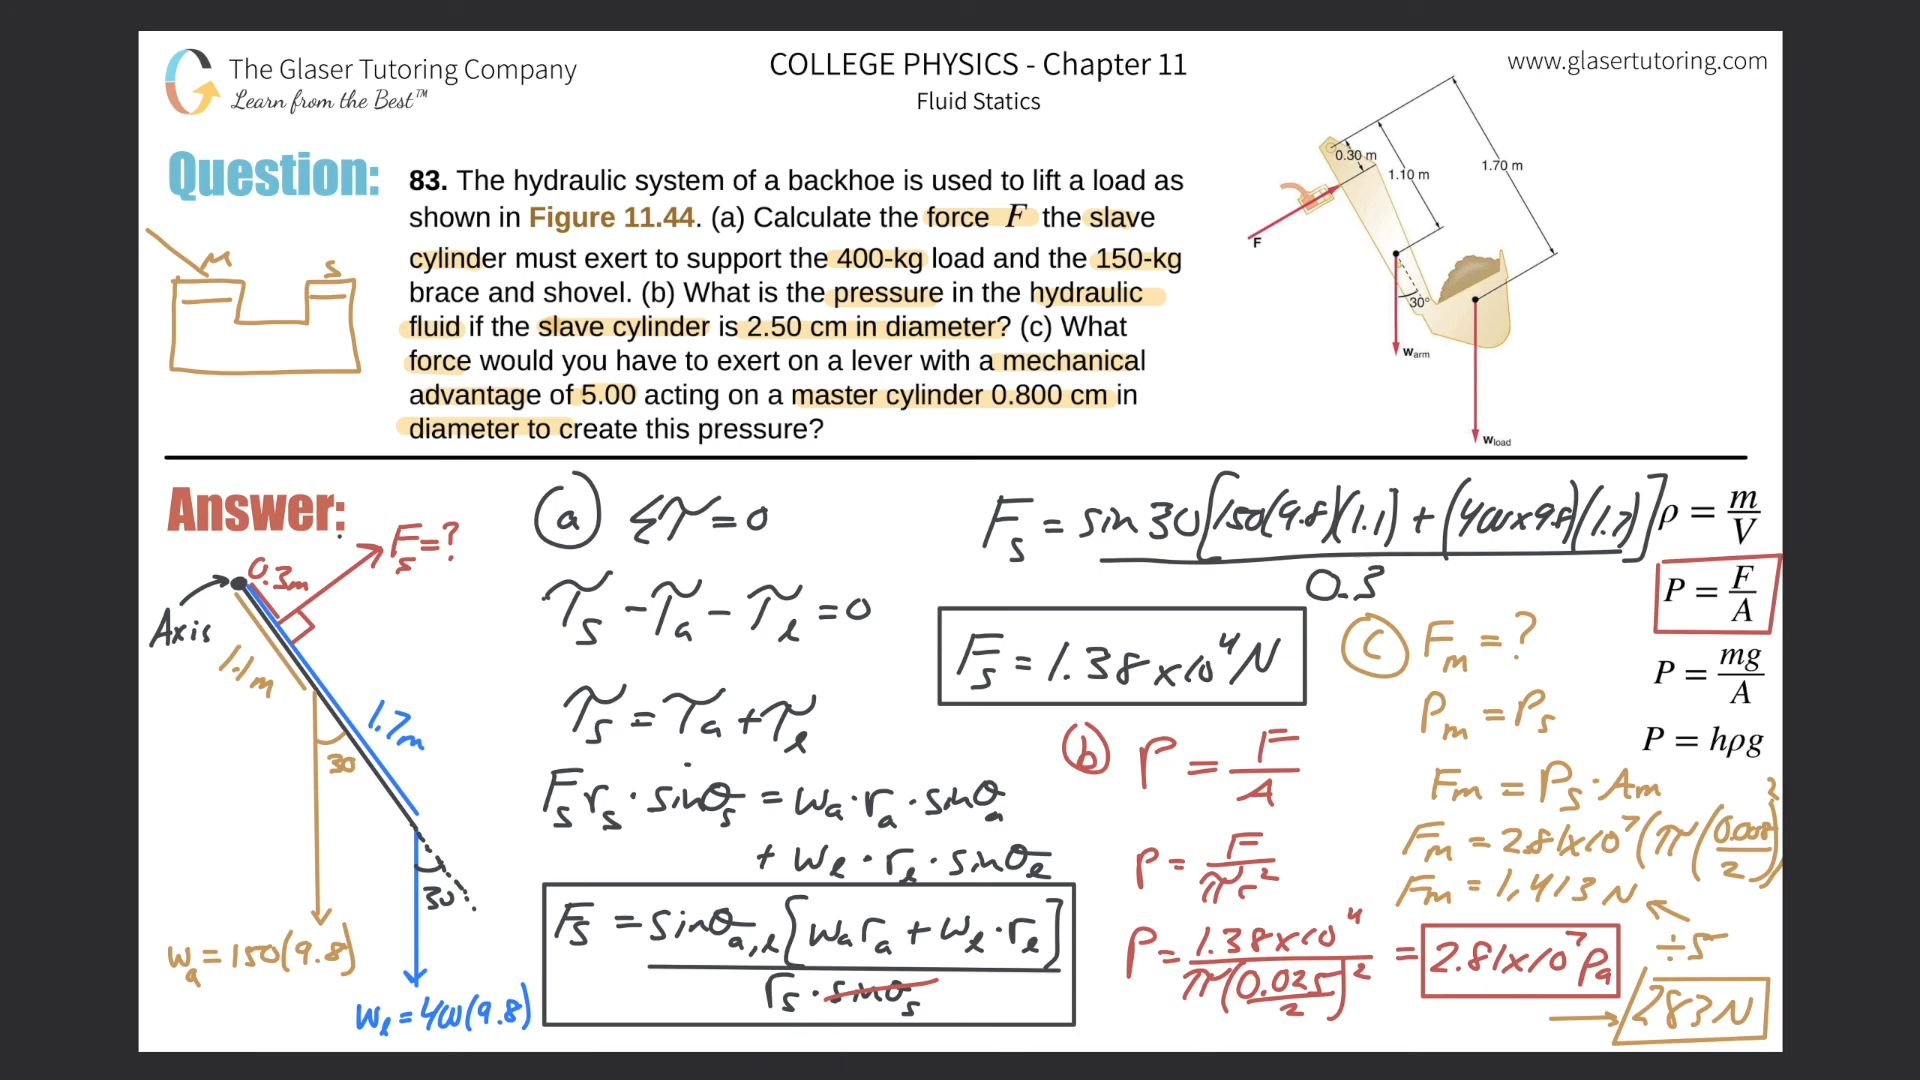 The Glaser Tutoring Company
Learn from the Best™
COLLEGE PHYSICS - Chapter 11
Fluid Statics
www.glasertutoring.com
Question:
83. The hydraulic system of a backhoe is used to lift a load as
shown in Figure 11.44. (a) Calculate the force F the slave
cylinder must exert to support the 400-kg load and the 150-kg
brace and shovel. (b) What is the pressure in the hydraulic
fluid if the slave cylinder is 2.50 cm in diameter? (c) What
force would you have to exert on a lever with a mechanical
advantage of 5.00 acting on a master cylinder 0.800 cm in
diameter to create this pressure?
M
S
0.30 m
1.10 m
1.70 m
F
30°
w_arm
w_load
Answer:
F_s = ?
0.3m
Axis
1.1m
1.7m
30
30°
w_a = 150(9.8)
w_l = 400(9.8)
(a) Στ = 0
τ_s - τ_a - τ_l = 0
τ_s = τ_a + τ_l
F_s r_s · sinθ_s = w_a · r_a · sinθ_a
+ w_l · r_l · sinθ_l
F_s = sinθ_a,l [w_a r_a + w_l · r_l]
r_s · sinθ_s
F_s = sin 30 [150(9.8)(1.1) + (400x9.8)(1.7)]
0.3
F_s = 1.38 x 10^4 N
(b) P = F/A
P = F/πr^2
P = 1.38x10^4 / π(0.025/2)^2 = 2.81x10^7 Pa
ρ = m/V
P = F/A
P = mg/A
P = hρg
(c) F_m = ?
P_m = P_s
F_m = P_s · A_m
F_m = 2.81x10^7 (π(0.008/2)^2)
F_m = 1,413 N
÷5
283 N